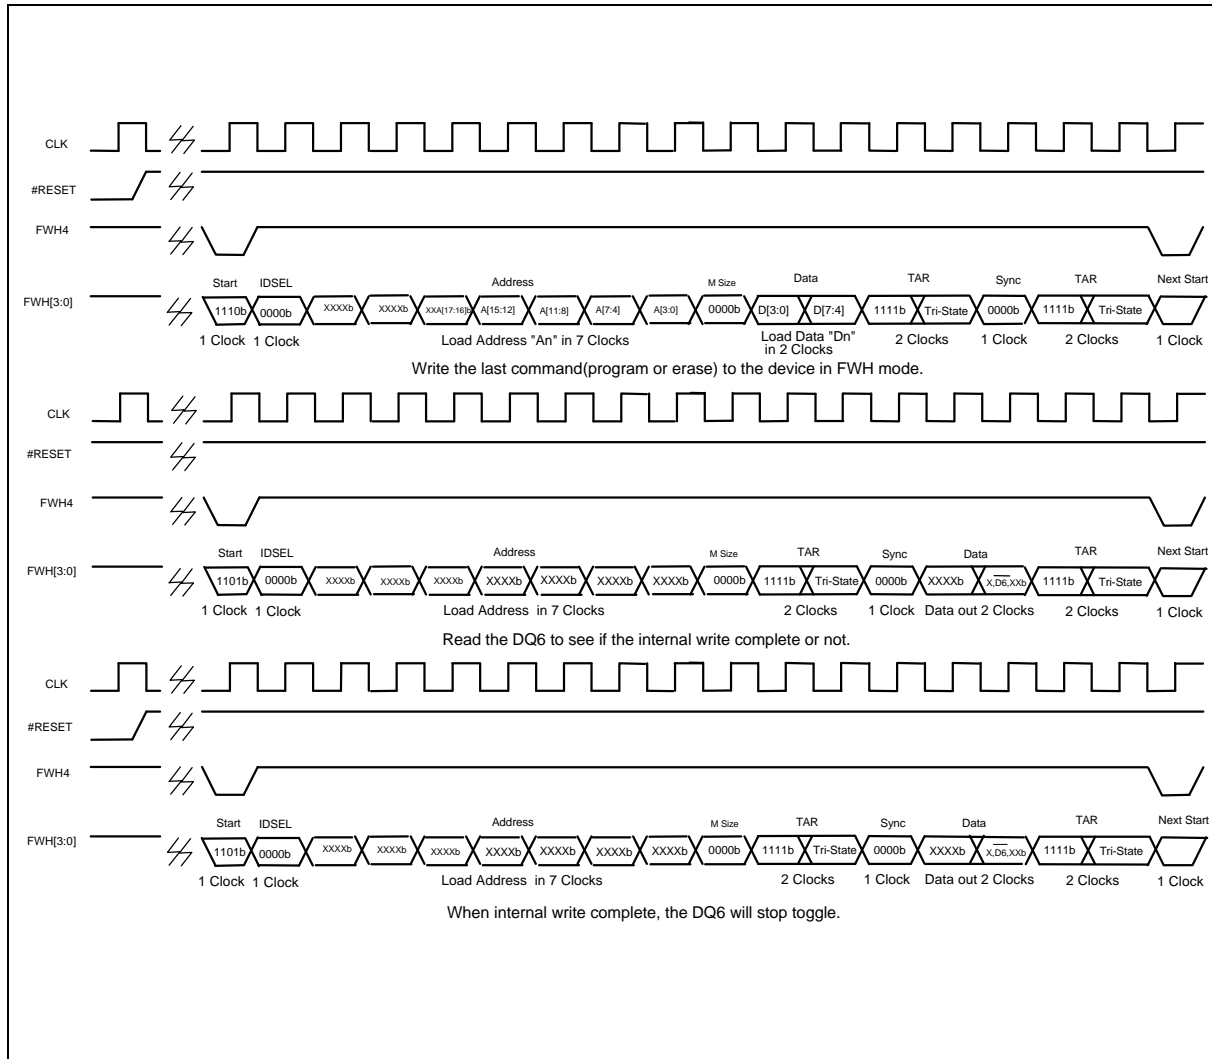 CLK
#RESET
FWH4
Start IDSEL Address M Size Data TAR Sync TAR Next Start
FWH[3:0] 1110b 0000b XXXXb XXXXb XXA[17:16]b A[15:12] A[11:8] A[7:4] A[3:0] 0000b D[3:0] D[7:4] 1111b Tri-State 0000b 1111b Tri-State
1 Clock 1 Clock Load Address "An" in 7 Clocks Load Data "Dn" 2 Clocks 1 Clock 2 Clocks 1 Clock
in 2 Clocks
Write the last command(program or erase) to the device in FWH mode.
CLK
#RESET
FWH4
Start IDSEL Address M Size TAR Sync Data TAR Next Start
FWH[3:0] 1101b 0000b XXXXb XXXXb XXXXb XXXXb XXXXb XXXXb XXXXb 0000b 1111b Tri-State 0000b XXXXb X,D6,XXb 1111b Tri-State
1 Clock 1 Clock Load Address in 7 Clocks 2 Clocks 1 Clock Data out 2 Clocks 2 Clocks 1 Clock
Read the DQ6 to see if the internal write complete or not.
CLK
#RESET
FWH4
Start IDSEL Address M Size TAR Sync Data TAR Next Start
FWH[3:0] 1101b 0000b XXXXb XXXXb XXXXb XXXXb XXXXb XXXXb XXXXb 0000b 1111b Tri-State 0000b XXXXb X,D6,XXb 1111b Tri-State
1 Clock 1 Clock Load Address in 7 Clocks 2 Clocks 1 Clock Data out 2 Clocks 2 Clocks 1 Clock
When internal write complete, the DQ6 will stop toggle.